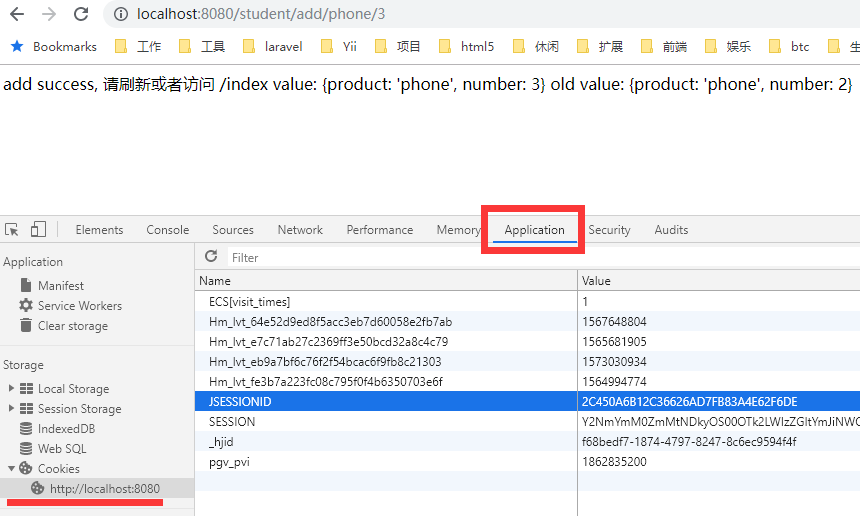 localhost:8080/student/add/phone/3
Bookmarks 工作 工具 laravel Yii 项目 html5 休闲 扩展 前端 娱乐 btc
add success, 请刷新或者访问 /index value: {product: 'phone', number: 3} old value: {product: 'phone', number: 2}
Elements Console Sources Network Performance Memory Application Security Audits
Application
Manifest
Service Workers
Clear storage
Storage
Local Storage
Session Storage
IndexedDB
Web SQL
Cookies
http://localhost:8080
Filter
Name Value
ECS[visit_times] 1
Hm_lvt_64e52d9ed8f5acc3eb7d60058e2fb7ab 1567648804
Hm_lvt_e7c71ab27c2369ff3e50bcd32a8c4c79 1565681905
Hm_lvt_eb9a7bf6c76f2f54bcac6f9fb8c21303 1573030934
Hm_lvt_fe3b7a223fc08c795f0f4b6350703e6f 1564994774
JSESSIONID 2C450A6B12C36626AD7FB83A4E62F6DE
SESSION
_hjid f68bedf7-1874-4797-8247-8c6ec9594f4f
pgv_pvi 1862835200